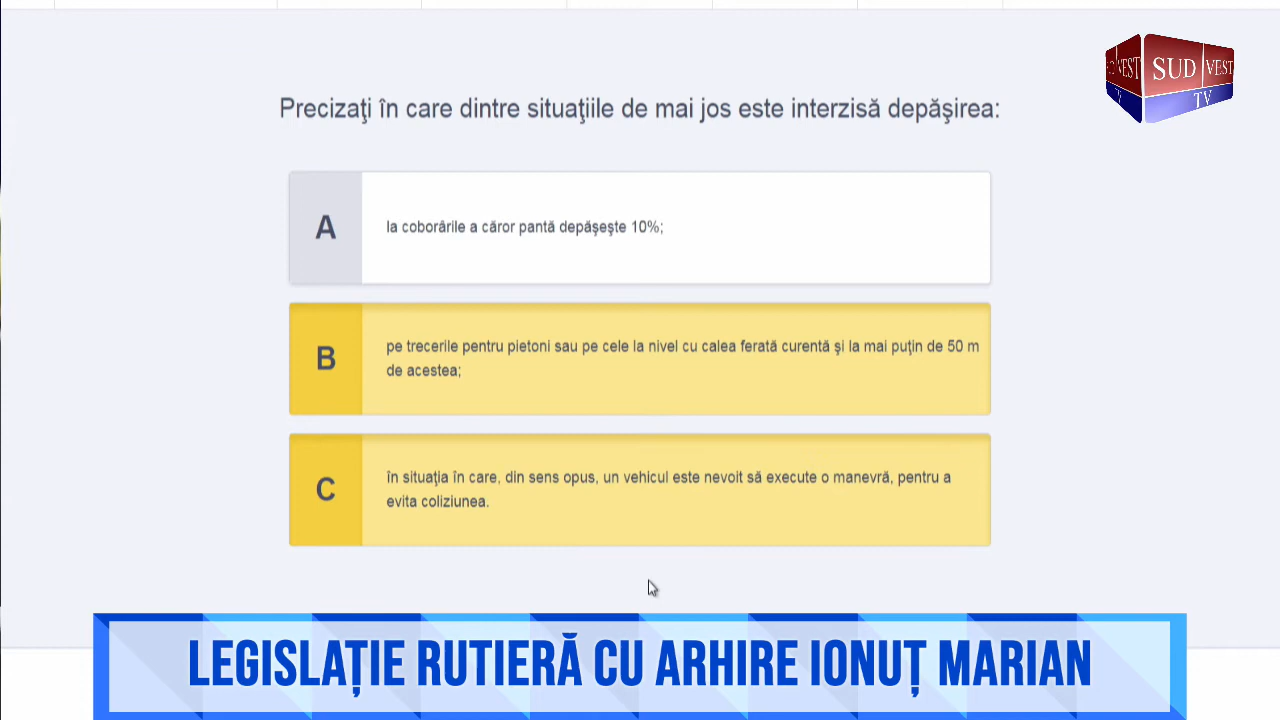 SUD VEST
VEST
TV
Precizaţi în care dintre situaţiile de mai jos este interzisă depăşirea:
A
la coborârile a căror pantă depăşeşte 10%;
B
pe trecerile pentru pietoni sau pe cele la nivel cu calea ferată curentă şi la mai puţin de 50 m
de acestea;
C
în situaţia în care, din sens opus, un vehicul este nevoit să execute o manevră, pentru a
evita coliziunea.
LEGISLAȚIE RUTIERĂ CU ARHIRE IONUȚ MARIAN